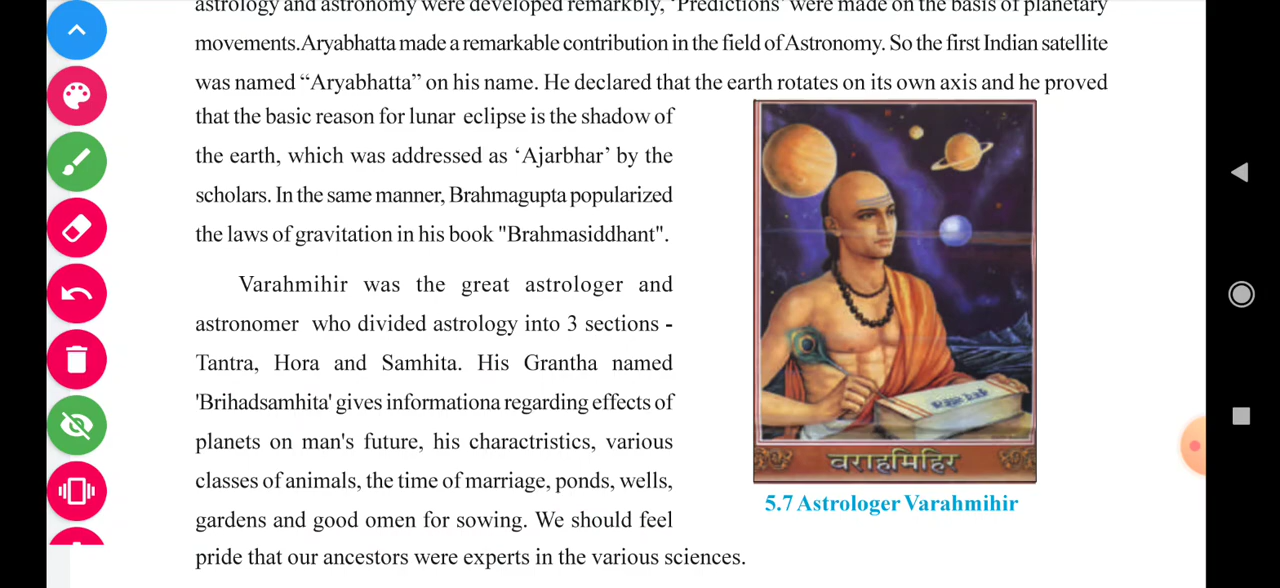 astrology and astronomy were developed remarkbly, 'Predictions' were made on the basis of planetary
movements.Aryabhatta made a remarkable contribution in the field of Astronomy. So the first Indian satellite
was named “Aryabhatta” on his name. He declared that the earth rotates on its own axis and he proved
that the basic reason for lunar eclipse is the shadow of
the earth, which was addressed as ‘Ajarbhar’ by the
scholars. In the same manner, Brahmagupta popularized
the laws of gravitation in his book "Brahmasiddhant".
Varahmihir was the great astrologer and
astronomer who divided astrology into 3 sections -
Tantra, Hora and Samhita. His Grantha named
'Brihadsamhita' gives informationa regarding effects of
planets on man's future, his charactristics, various
classes of animals, the time of marriage, ponds, wells,
gardens and good omen for sowing. We should feel
pride that our ancestors were experts in the various sciences.
वराहमिहिर
5.7 Astrologer Varahmihir